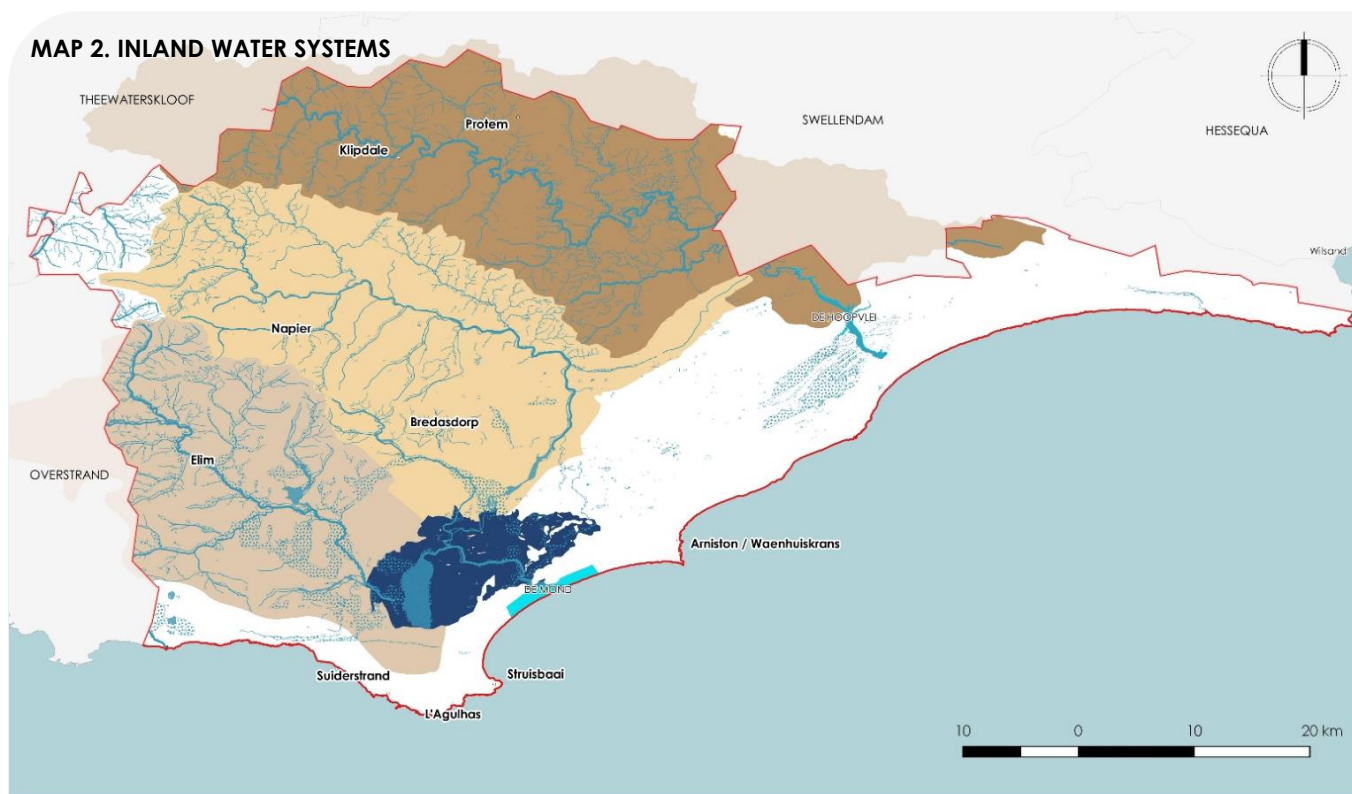 MAP 2. INLAND WATER SYSTEMS
THEEWATERSKLOOF
SWELLENDAM
HESSEQUA
Protem
Klipdale
Witsand
DE HOOPVLEI
Napier
Bredasdorp
Elim
OVERSTRAND
Arniston / Waenhuiskrans
DE MOND
Suiderstrand
Struisbaai
L'Agulhas
10 0 10 20 km